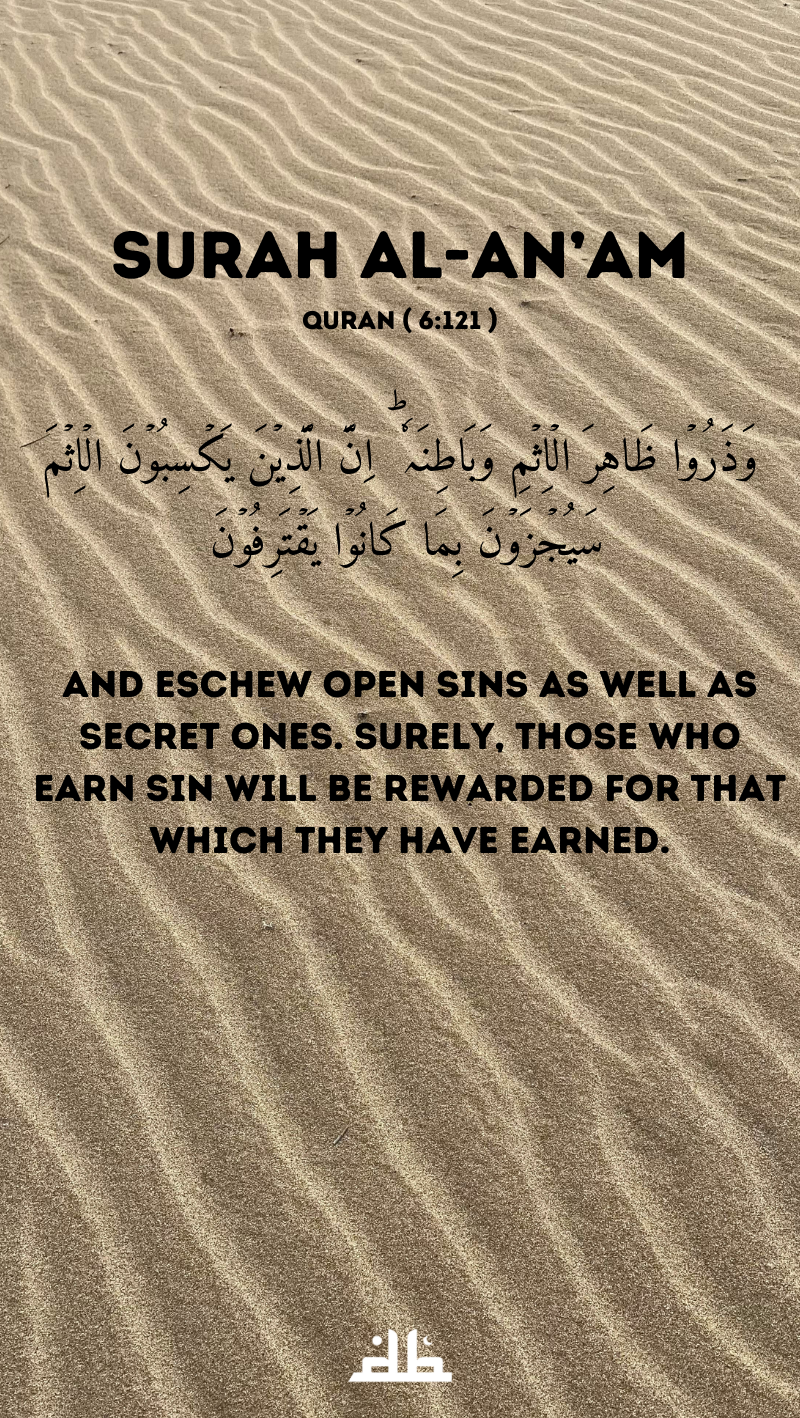 SURAH AL-AN’AM
QURAN ( 6:121 )
وَذَرُوۡا ظَاهِرَ الۡاِثۡمِ وَبَاطِنَہٗ ؕ اِنَّ الَّذِیۡنَ یَکۡسِبُوۡنَ الۡاِثۡمَ
سَیُجۡزَوۡنَ بِمَا کَانُوۡا یَقۡتَرِفُوۡنَ
AND ESCHEW OPEN SINS AS WELL AS
SECRET ONES. SURELY, THOSE WHO
EARN SIN WILL BE REWARDED FOR THAT
WHICH THEY HAVE EARNED.